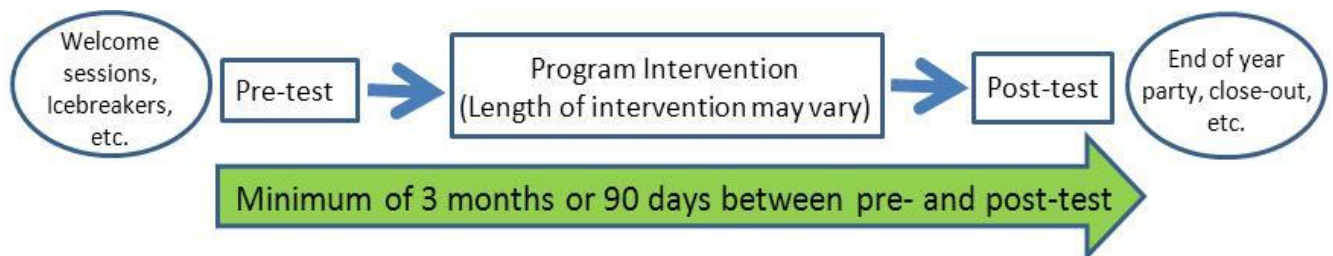 Welcome
sessions,
Icebreakers,
etc.
Pre-test
Program Intervention
(Length of intervention may vary)
Post-test
End of year
party, close-out,
etc.
Minimum of 3 months or 90 days between pre- and post-test